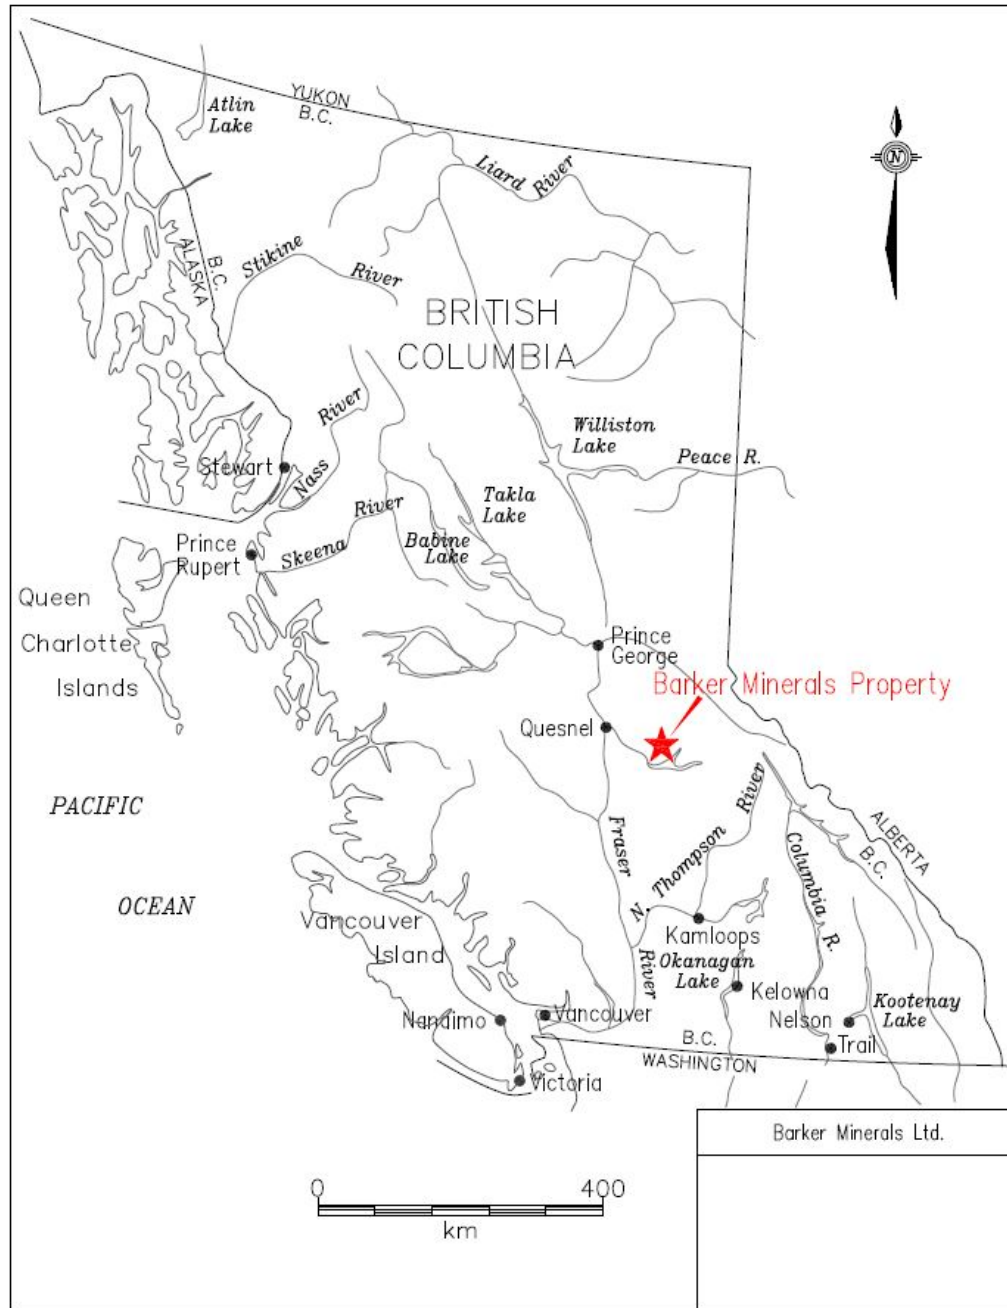 YUKON
B.C.
Atlin
Lake
Liard River
N
B.C.
ALASKA
Stikine River
BRITISH
COLUMBIA
Nass River
Stewart
Williston
Lake
Peace R.
Takla
Lake
Skeena River
Babine
Lake
Prince
Rupert
Queen
Charlotte
Islands
Prince
George
Barker Minerals Property
Quesnel
PACIFIC
OCEAN
Fraser River
N. Thompson River
Columbia R.
ALBERTA
B.C.
Vancouver
Island
Kamloops
Okanagan
Lake
Kelowna
Kootenay
Lake
Nelson
Trail
Nanaimo
Vancouver
Victoria
B.C.
WASHINGTON
Barker Minerals Ltd.
0 400
km